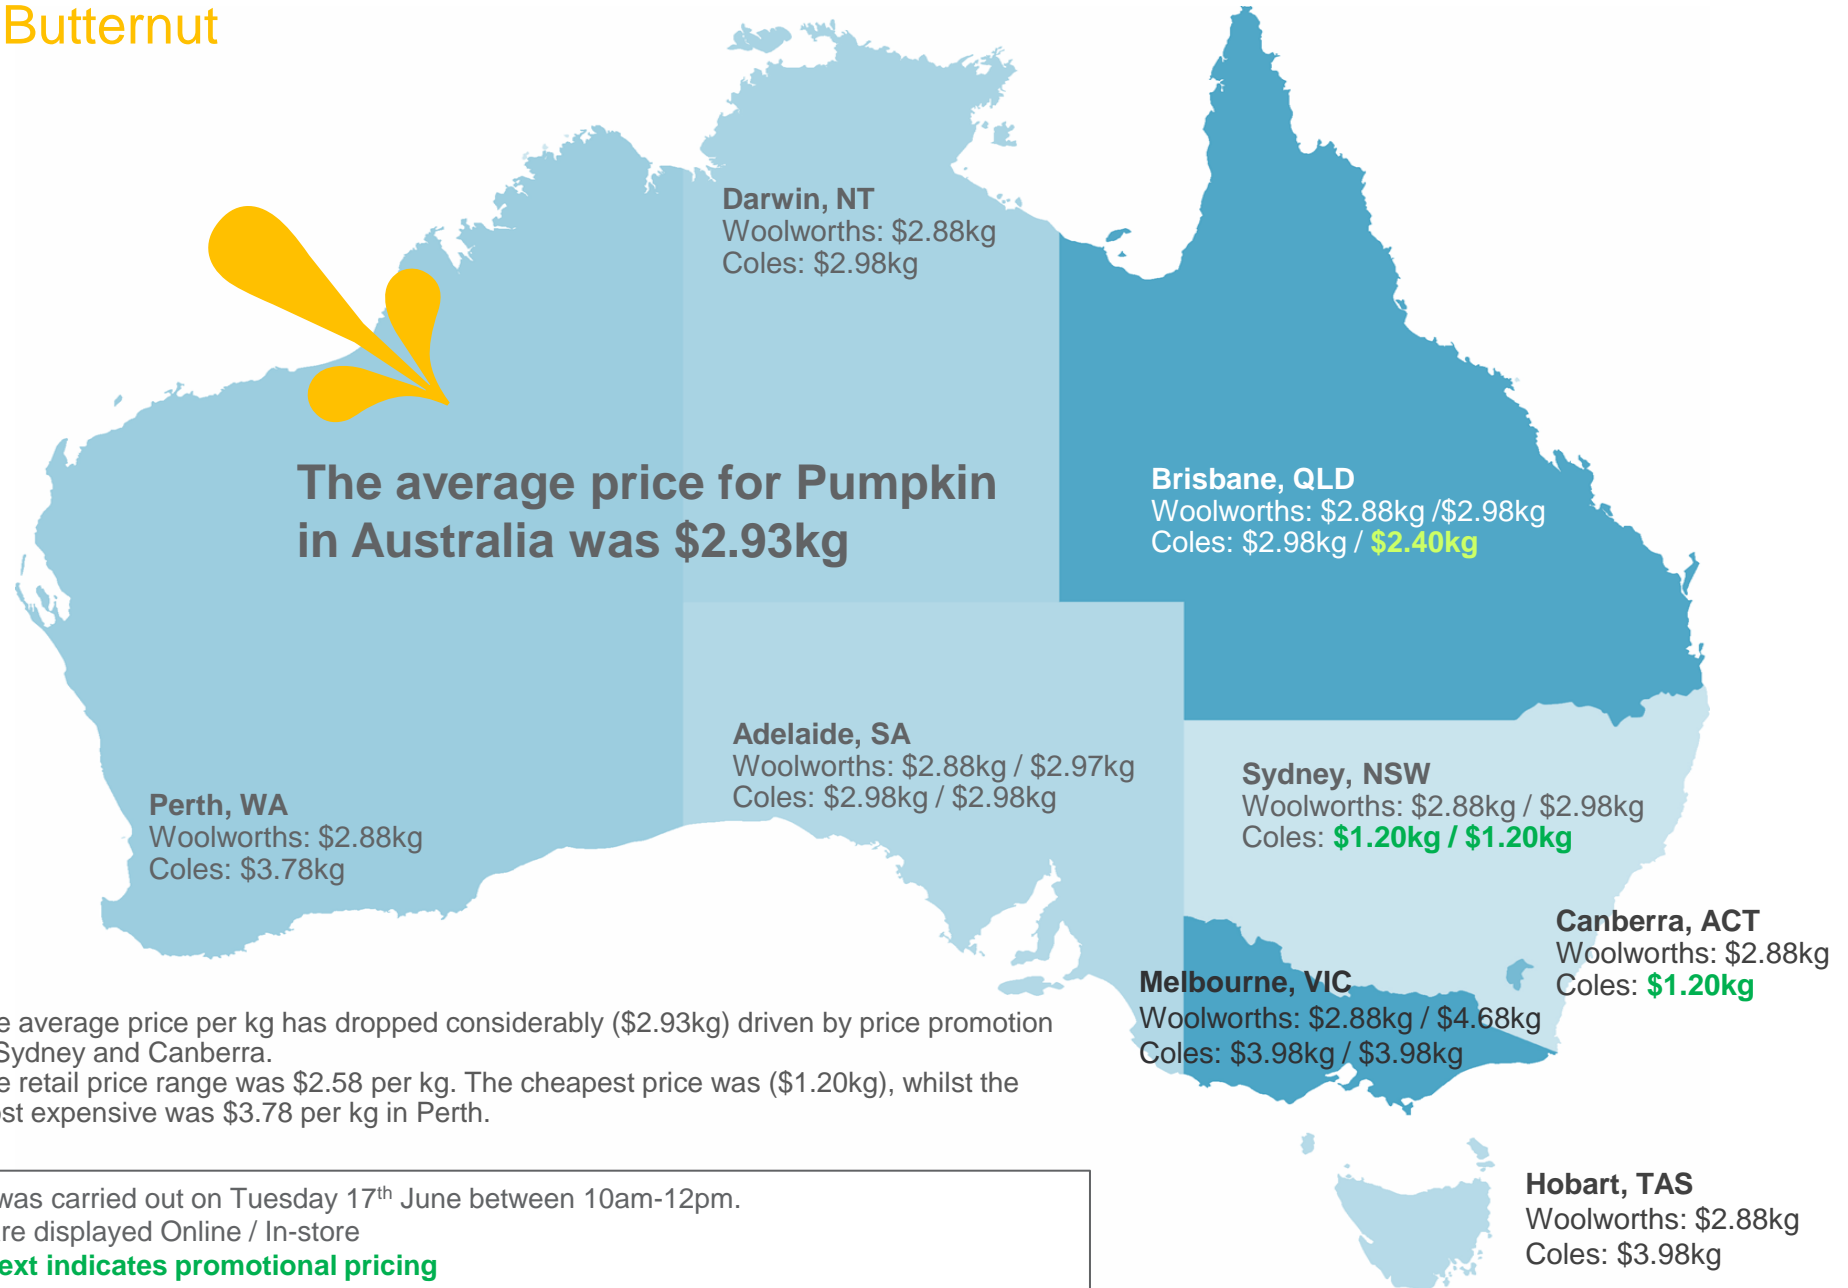 Butternut
Darwin, NT
Woolworths: $2.88kg
Coles: $2.98kg
The average price for Pumpkin
in Australia was $2.93kg
Brisbane, QLD
Woolworths: $2.88kg /$2.98kg
Coles: $2.98kg / $2.40kg
Adelaide, SA
Woolworths: $2.88kg / $2.97kg
Coles: $2.98kg / $2.98kg
Sydney, NSW
Woolworths: $2.88kg / $2.98kg
Coles: $1.20kg / $1.20kg
Perth, WA
Woolworths: $2.88kg
Coles: $3.78kg
Canberra, ACT
Woolworths: $2.88kg
Coles: $1.20kg
Melbourne, VIC
Woolworths: $2.88kg / $4.68kg
Coles: $3.98kg / $3.98kg
e average price per kg has dropped considerably ($2.93kg) driven by price promotion
Sydney and Canberra.
e retail price range was $2.58 per kg. The cheapest price was ($1.20kg), whilst the
ost expensive was $3.78 per kg in Perth.
was carried out on Tuesday 17th June between 10am-12pm.
re displayed Online / In-store
ext indicates promotional pricing
Hobart, TAS
Woolworths: $2.88kg
Coles: $3.98kg